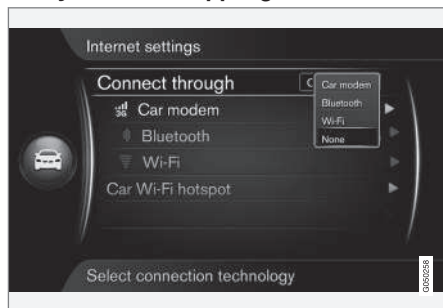 Internet settings
Connect through
Car modem
Bluetooth
Wi-Fi
None
3G
Car modem
Bluetooth
Wi-Fi
Car Wi-Fi hotspot
Select connection technology
G050258